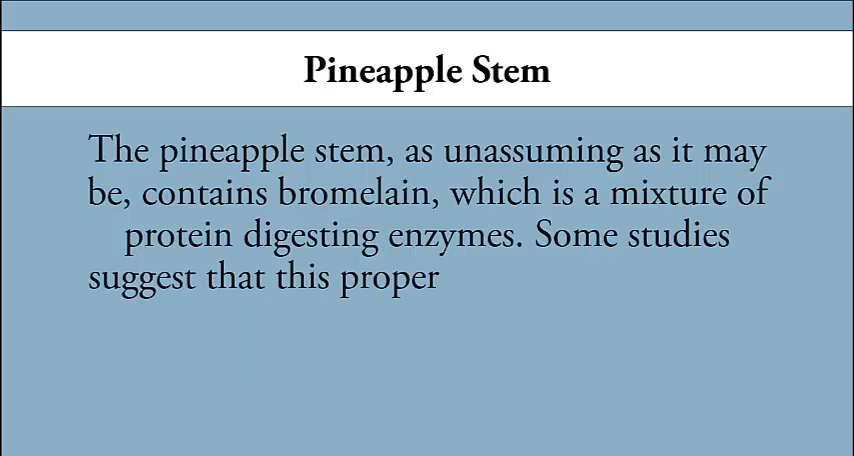 Pineapple Stem
The pineapple stem, as unassuming as it may
be, contains bromelain, which is a mixture of
protein digesting enzymes. Some studies
suggest that this proper